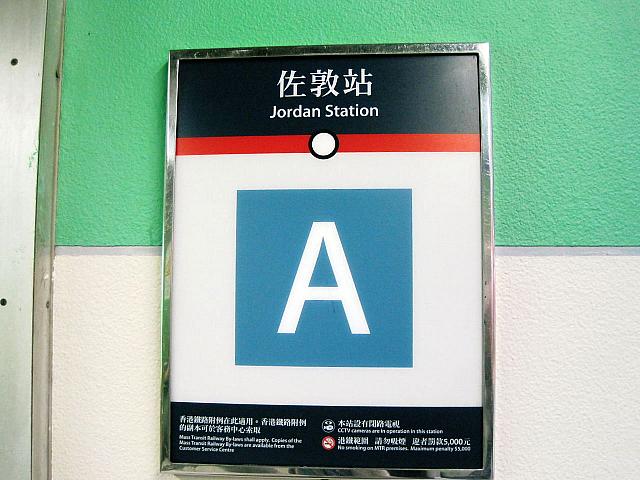 佐敦站
Jordan Station
A
香港鐵路附例在此適用。香港鐵路附例
的副本可於客務中心索取
Mass Transit Railway By-laws shall apply. Copies of the
Mass Transit Railway By-laws are available from the
Customer Service Centre
本站設有閉路電視
CCTV cameras are in operation in this station
港鐵範圍 請勿吸煙 違者罰款5,000元
No smoking on MTR premises. Maximum penalty $5,000